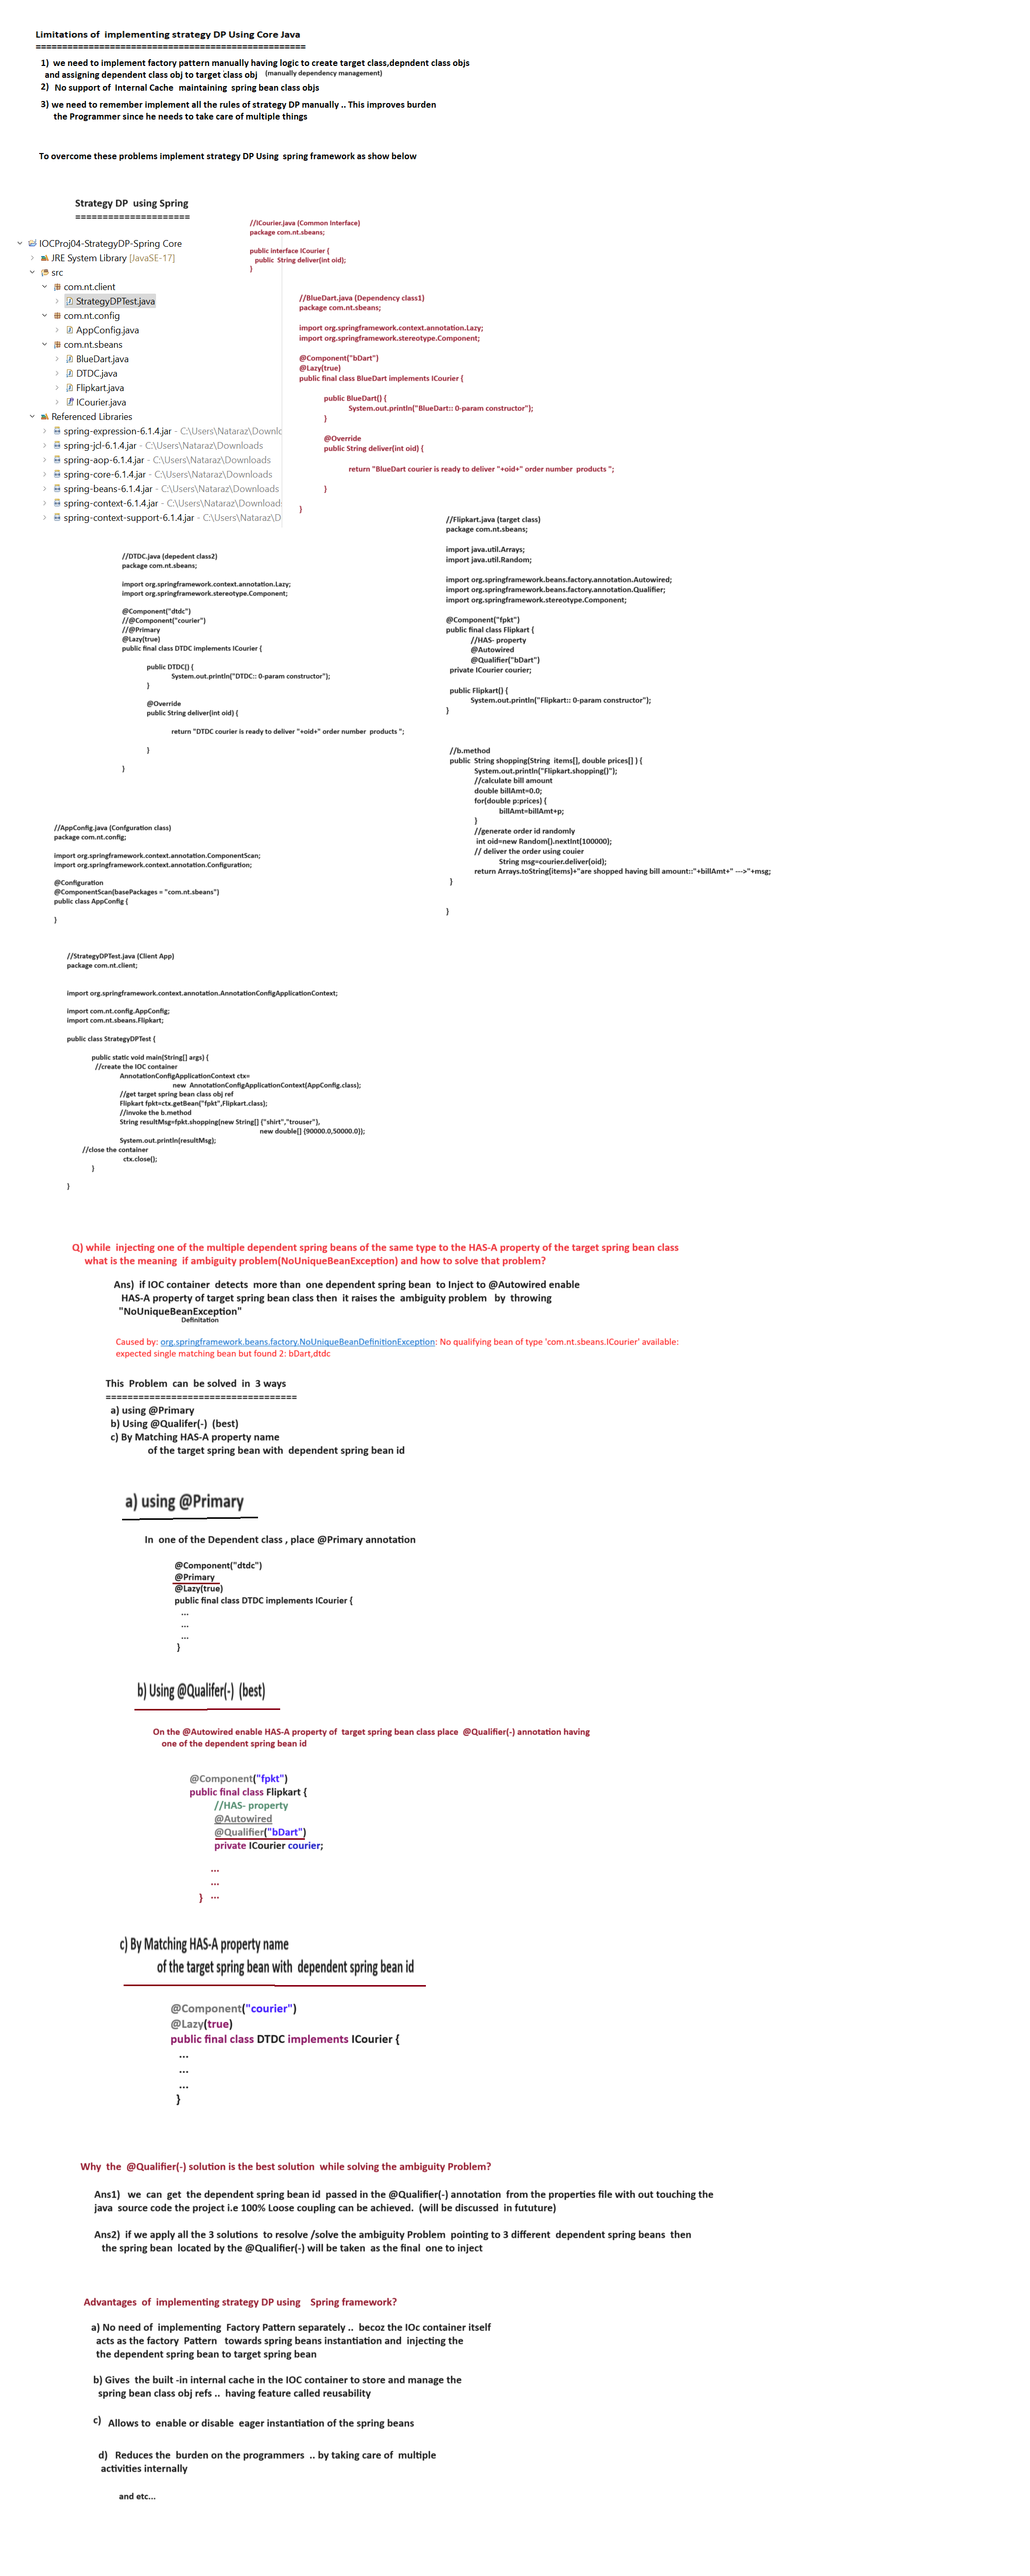 Limitations of  implementing strategy DP Using Core Java
===================================================
1)  we need to implement factory pattern manually having logic to create target class,depndent class objs
and assigning dependent class obj to target class obj   (manually dependency management)
2)  No support of  Internal Cache  maintaining  spring bean class objs
3) we need to remember implement all the rules of strategy DP manually .. This improves burden
the Programmer since he needs to take care of multiple things
To overcome these problems implement strategy DP Using  spring framework as show below
Strategy DP  using Spring
=====================
IOCProj04-StrategyDP-Spring Core
JRE System Library [JavaSE-17]
src
com.nt.client
StrategyDPTest.java
com.nt.config
AppConfig.java
com.nt.sbeans
BlueDart.java
DTDC.java
Flipkart.java
ICourier.java
Referenced Libraries
spring-expression-6.1.4.jar - C:\Users\Nataraz\Downlo
spring-jcl-6.1.4.jar - C:\Users\Nataraz\Downloads
spring-aop-6.1.4.jar - C:\Users\Nataraz\Downloads
spring-core-6.1.4.jar - C:\Users\Nataraz\Downloads
spring-beans-6.1.4.jar - C:\Users\Nataraz\Downloads
spring-context-6.1.4.jar - C:\Users\Nataraz\Downloads
spring-context-support-6.1.4.jar - C:\Users\Nataraz\D
//ICourier.java (Common Interface)
package com.nt.sbeans;
public interface ICourier {
public  String deliver(int oid);
}
//BlueDart.java (Dependency class1)
package com.nt.sbeans;
import org.springframework.context.annotation.Lazy;
import org.springframework.stereotype.Component;
@Component("bDart")
@Lazy(true)
public final class BlueDart implements ICourier {
public BlueDart() {
System.out.println("BlueDart:: 0-param constructor");
}
@Override
public String deliver(int oid) {
return "BlueDart courier is ready to deliver "+oid+" order number  products ";
}
}
//DTDC.java (depedent class2)
package com.nt.sbeans;
import org.springframework.context.annotation.Lazy;
import org.springframework.stereotype.Component;
@Component("dtdc")
//@Component("courier")
//@Primary
@Lazy(true)
public final class DTDC implements ICourier {
public DTDC() {
System.out.println("DTDC:: 0-param constructor");
}
@Override
public String deliver(int oid) {
return "DTDC courier is ready to deliver "+oid+" order number  products ";
}
}
//Flipkart.java (target class)
package com.nt.sbeans;
import java.util.Arrays;
import java.util.Random;
import org.springframework.beans.factory.annotation.Autowired;
import org.springframework.beans.factory.annotation.Qualifier;
import org.springframework.stereotype.Component;
@Component("fpkt")
public final class Flipkart {
//HAS- property
@Autowired
@Qualifier("bDart")
private ICourier courier;
public Flipkart() {
System.out.println("Flipkart:: 0-param constructor");
}
//b.method
public  String shopping(String  items[], double prices[] ) {
System.out.println("Flipkart.shopping()");
//calculate bill amount
double billAmt=0.0;
for(double p:prices) {
billAmt=billAmt+p;
}
//generate order id randomly
int oid=new Random().nextInt(100000);
// deliver the order using couier
String msg=courier.deliver(oid);
return Arrays.toString(items)+"are shopped having bill amount::"+billAmt+" --->"+msg;
}
}
//AppConfig.java (Confguration class)
package com.nt.config;
import org.springframework.context.annotation.ComponentScan;
import org.springframework.context.annotation.Configuration;
@Configuration
@ComponentScan(basePackages = "com.nt.sbeans")
public class AppConfig {
}
//StrategyDPTest.java (Client App)
package com.nt.client;
import org.springframework.context.annotation.AnnotationConfigApplicationContext;
import com.nt.config.AppConfig;
import com.nt.sbeans.Flipkart;
public class StrategyDPTest {
public static void main(String[] args) {
//create the IOC container
AnnotationConfigApplicationContext ctx=
new  AnnotationConfigApplicationContext(AppConfig.class);
//get target spring bean class obj ref
Flipkart fpkt=ctx.getBean("fpkt",Flipkart.class);
//invoke the b.method
String resultMsg=fpkt.shopping(new String[] {"shirt","trouser"},
new double[] {90000.0,50000.0});
System.out.println(resultMsg);
//close the container
ctx.close();
}
}
Q) while  injecting one of the multiple dependent spring beans of the same type to the HAS-A property of the target spring bean class
what is the meaning  if ambiguity problem(NoUniqueBeanException) and how to solve that problem?
Ans)  if IOC container  detects  more than  one dependent spring bean  to Inject to @Autowired enable
HAS-A property of target spring bean class then  it raises the  ambiguity problem   by  throwing
"NoUniqueBeanException"
Definitation
Caused by: org.springframework.beans.factory.NoUniqueBeanDefinitionException: No qualifying bean of type 'com.nt.sbeans.ICourier' available:
expected single matching bean but found 2: bDart,dtdc
This  Problem  can be solved  in  3 ways
===================================
a) using @Primary
b) Using @Qualifer(-)  (best)
c) By Matching HAS-A property name
of the target spring bean with  dependent spring bean id
a) using @Primary
In  one of the Dependent class , place @Primary annotation
@Component("dtdc")
@Primary
@Lazy(true)
public final class DTDC implements ICourier {
...
...
...
}
b) Using @Qualifer(-)  (best)
On the @Autowired enable HAS-A property of  target spring bean class place  @Qualifier(-) annotation having
one of the dependent spring bean id
@Component("fpkt")
public final class Flipkart {
//HAS- property
@Autowired
@Qualifier("bDart")
private ICourier courier;
...
...
}  ...
c) By Matching HAS-A property name
of the target spring bean with  dependent spring bean id
@Component("courier")
@Lazy(true)
public final class DTDC implements ICourier {
...
...
...
}
Why  the  @Qualifier(-) solution is the best solution  while solving the ambiguity Problem?
Ans1)   we  can  get  the dependent spring bean id  passed in the @Qualifier(-) annotation  from the properties file with out touching the
java  source code the project i.e 100% Loose coupling can be achieved.  (will be discussed  in fututure)
Ans2)  if we apply all the 3 solutions  to resolve /solve the ambiguity Problem  pointing to 3 different  dependent spring beans  then
the spring bean  located by the @Qualifier(-) will be taken  as the final  one to inject
Advantages  of  implementing strategy DP using    Spring framework?
a) No need of  implementing  Factory Pattern separately ..  becoz the IOc container itself
acts as the factory  Pattern   towards spring beans instantiation and  injecting the
the dependent spring bean to target spring bean
b) Gives  the built -in internal cache in the IOC container to store and manage the
spring bean class obj refs ..  having feature called reusability
c)  Allows to  enable or disable  eager instantiation of the spring beans
d)   Reduces the  burden on the programmers  .. by taking care of  multiple
activities internally
and etc...